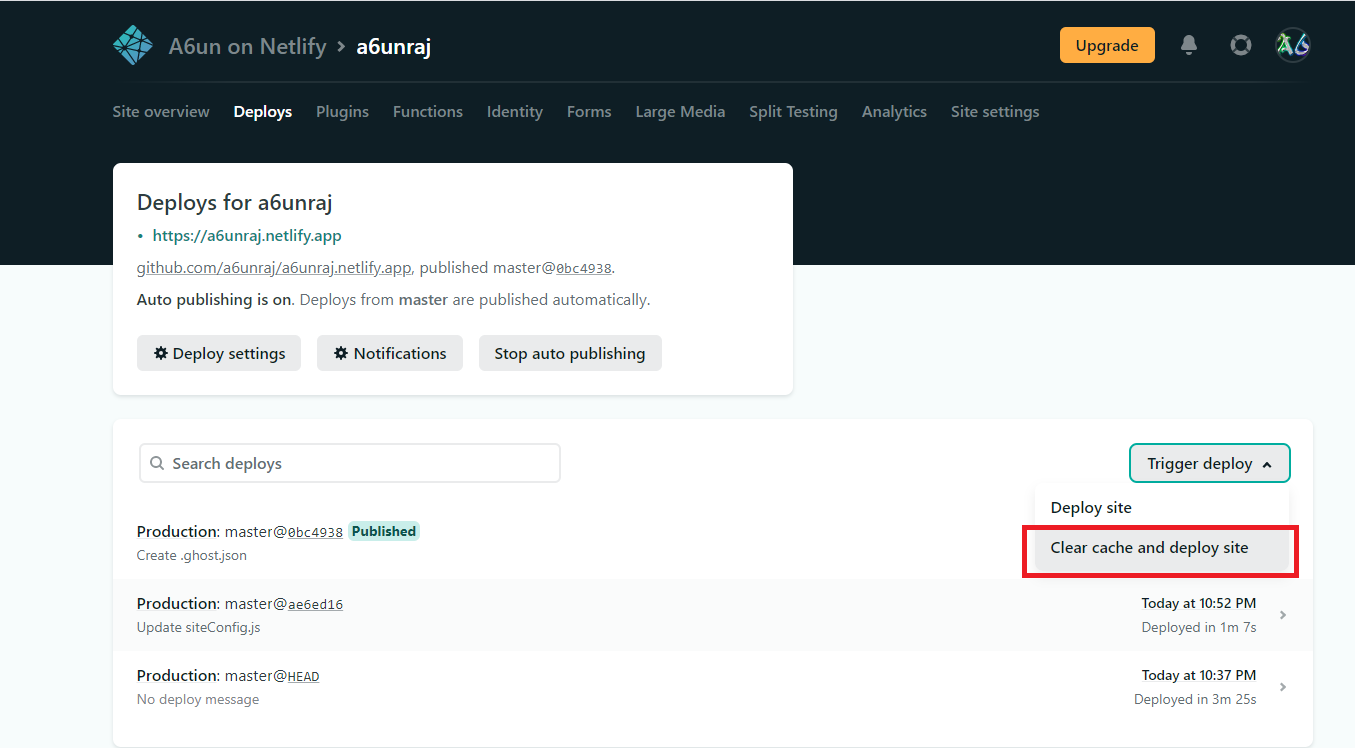 A6un on Netlify > a6unraj
Upgrade
Site overview Deploys Plugins Functions Identity Forms Large Media Split Testing Analytics Site settings
Deploys for a6unraj
• https://a6unraj.netlify.app
github.com/a6unraj/a6unraj.netlify.app, published master@0bc4938.
Auto publishing is on. Deploys from master are published automatically.
Deploy settings Notifications Stop auto publishing
Search deploys
Trigger deploy
Deploy site
Clear cache and deploy site
Production: master@0bc4938 Published
Create .ghost.json
Production: master@ae6ed16
Today at 10:52 PM
Update siteConfig.js
Deployed in 1m 7s
Production: master@HEAD
Today at 10:37 PM
No deploy message
Deployed in 3m 25s